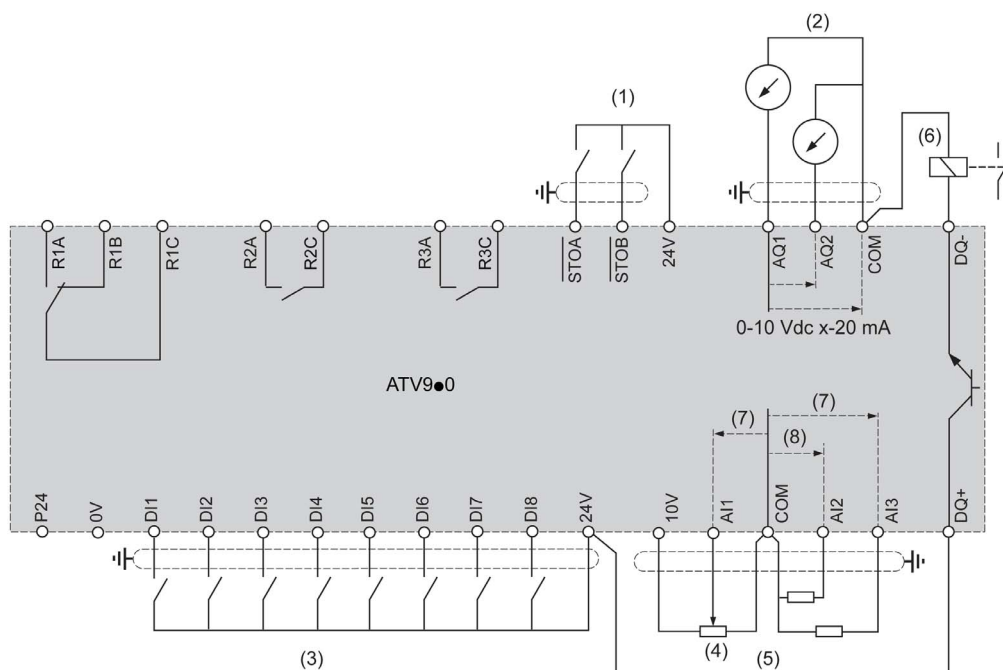 (2)
(1)
(6)
R1A
R1B
R1C
R2A
R2C
R3A
R3C
STOA
STOB
24V
AQ1
AQ2
COM
DQ-
0-10 Vdc x-20 mA
ATV9●0
(7)
(7)
(8)
P24
0V
DI1
DI2
DI3
DI4
DI5
DI6
DI7
DI8
24V
10V
AI1
COM
AI2
AI3
DQ+
(3)
(4)
(5)